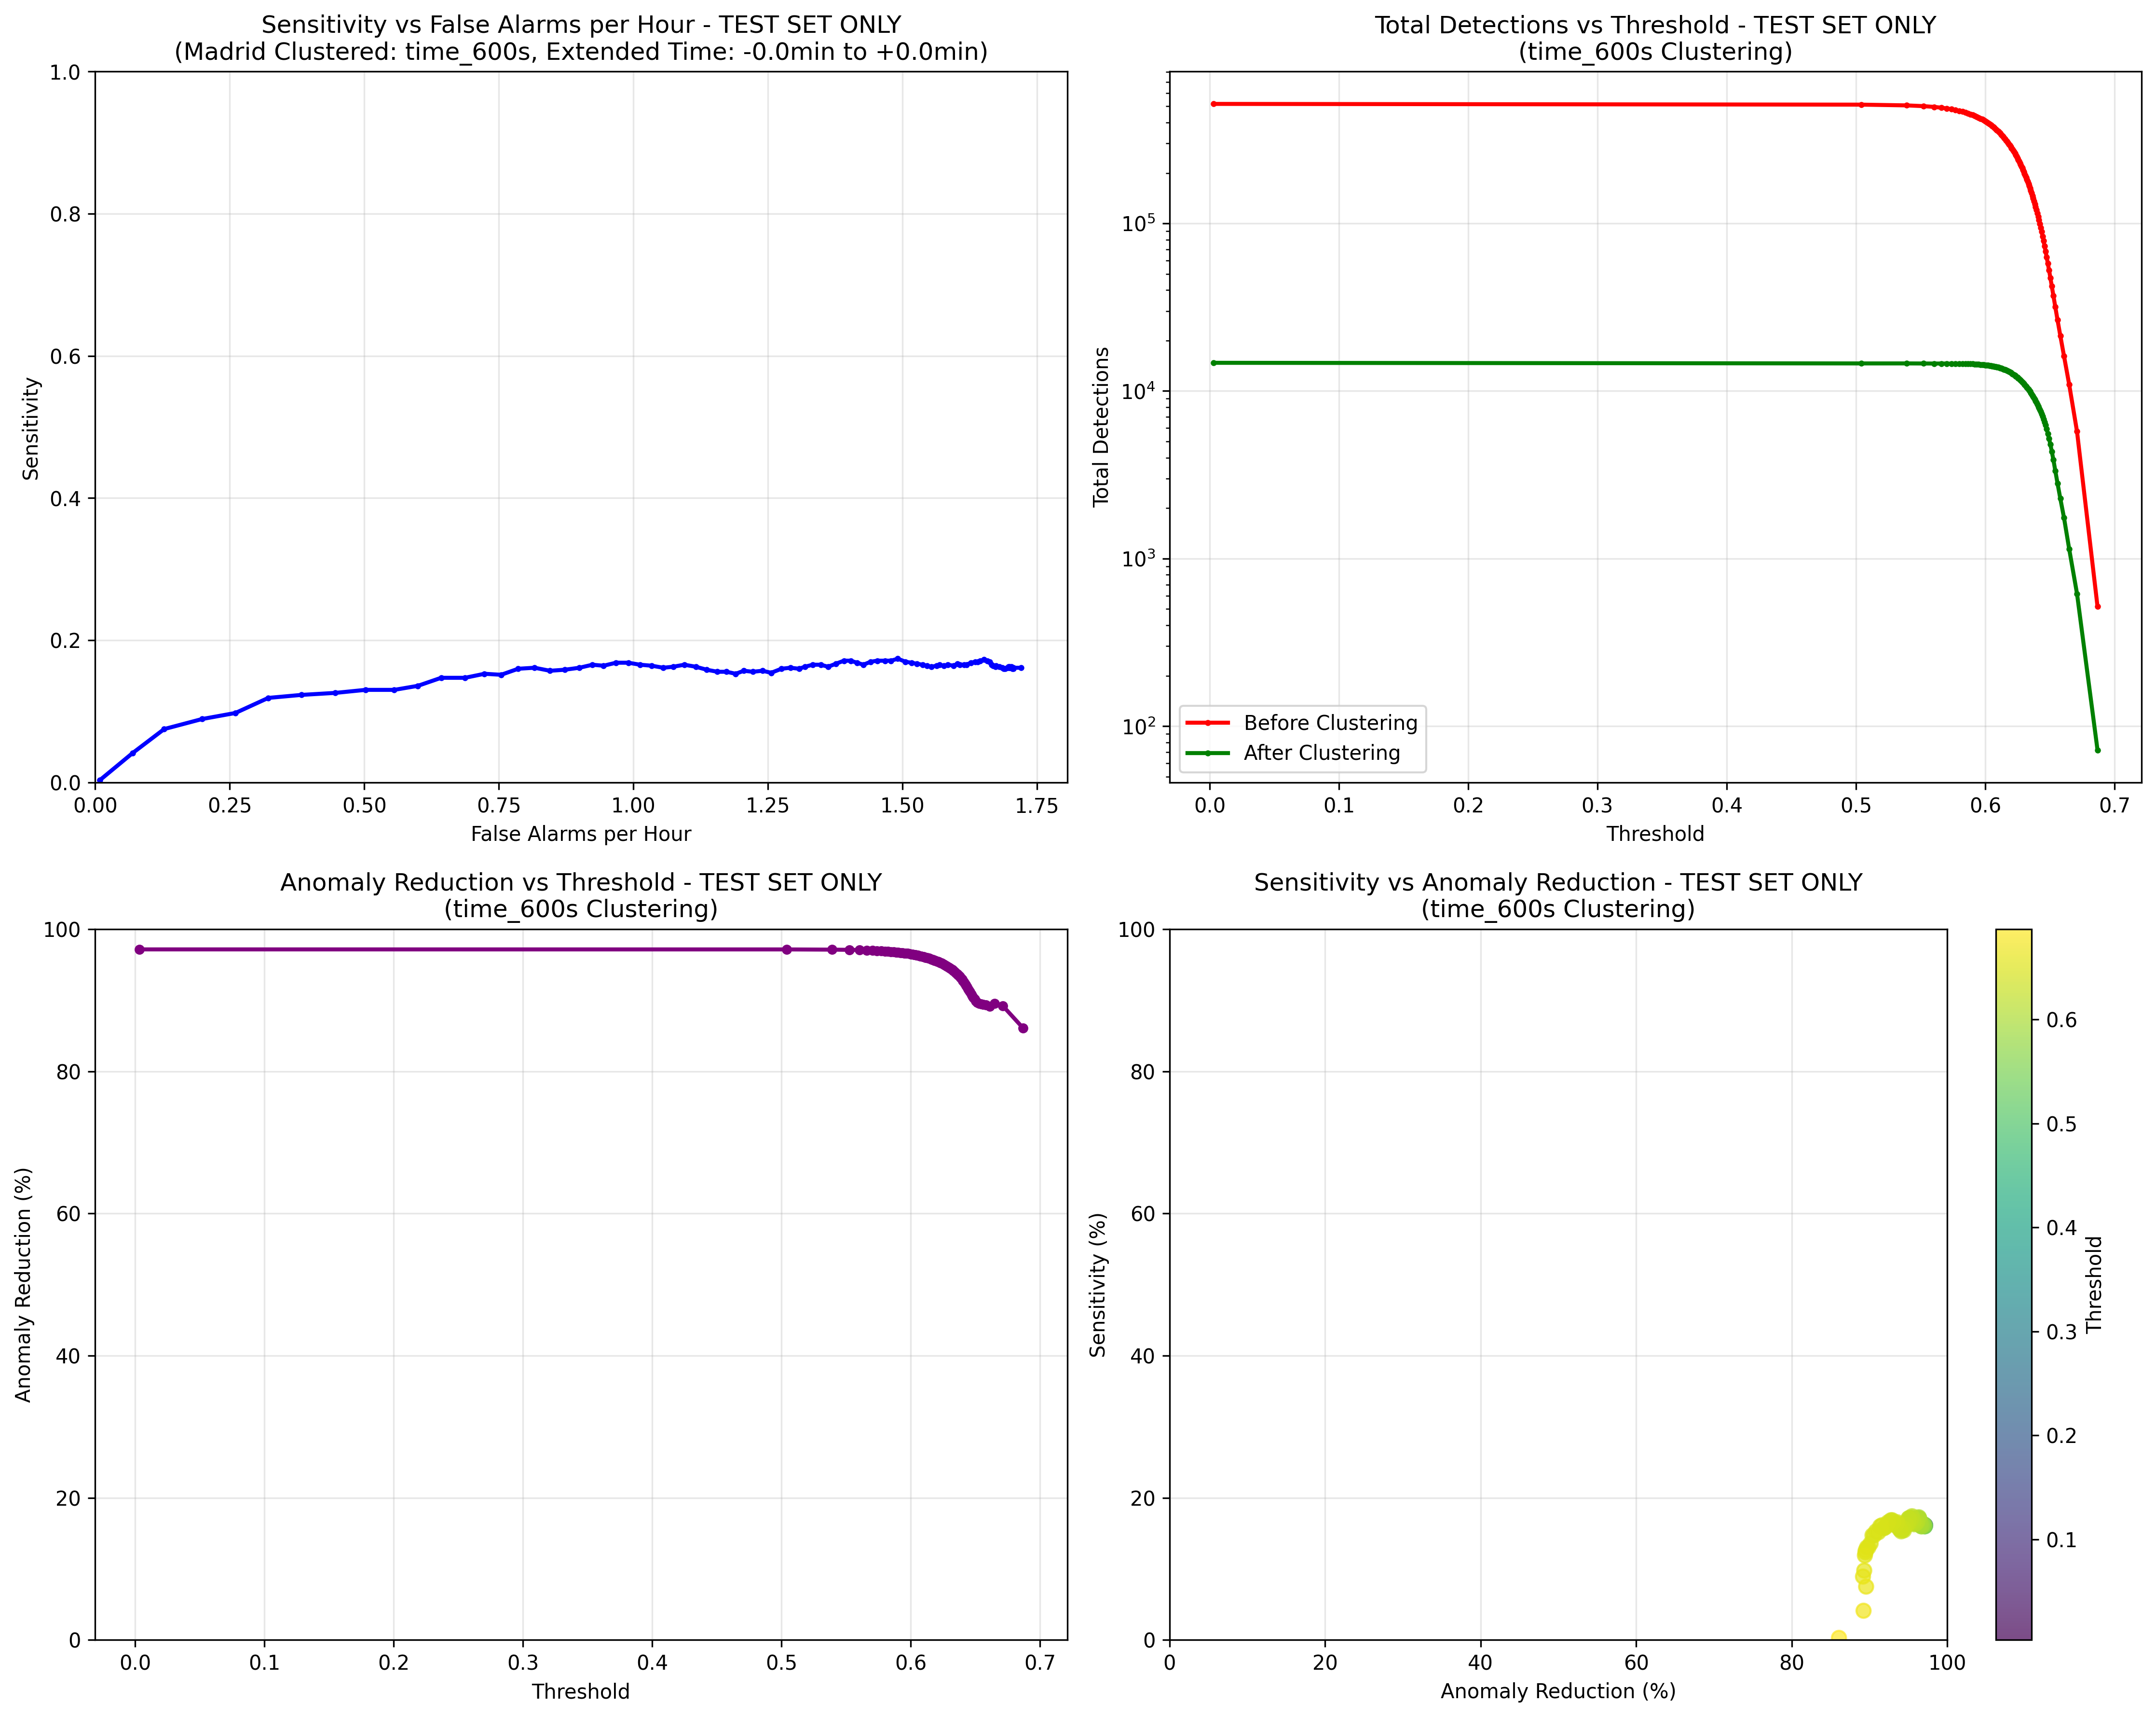 Sensitivity vs False Alarms per Hour - TEST SET ONLY
(Madrid Clustered: time_600s, Extended Time: -0.0min to +0.0min)
1.0
0.8
0.6
0.4
0.2
0.0
Sensitivity
0.00 0.25 0.50 0.75 1.00 1.25 1.50 1.75
False Alarms per Hour
Total Detections vs Threshold - TEST SET ONLY
(time_600s Clustering)
10⁵
10⁴
10³
10²
Total Detections
Before Clustering
After Clustering
0.0 0.1 0.2 0.3 0.4 0.5 0.6 0.7
Threshold
Anomaly Reduction vs Threshold - TEST SET ONLY
(time_600s Clustering)
100
80
60
40
20
0
Anomaly Reduction (%)
0.0 0.1 0.2 0.3 0.4 0.5 0.6 0.7
Threshold
Sensitivity vs Anomaly Reduction - TEST SET ONLY
(time_600s Clustering)
100
80
60
40
20
0
Sensitivity (%)
0 20 40 60 80 100
Anomaly Reduction (%)
0.6
0.5
0.4
0.3
0.2
0.1
Threshold